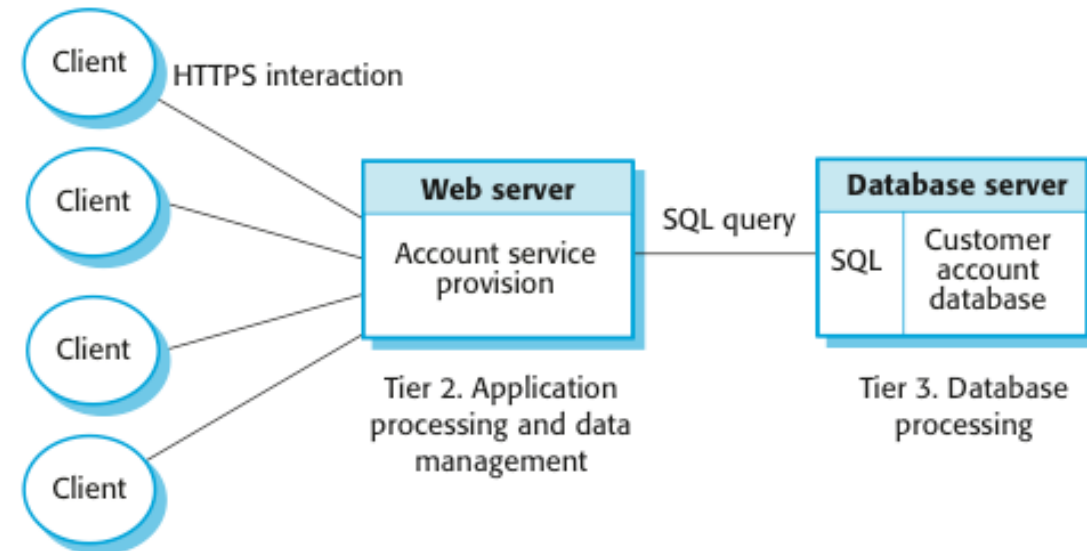 Client
HTTPS interaction
Client
Client
Client
Web server
Account service
provision
Tier 2. Application
processing and data
management
SQL query
Database server
SQL
Customer
account
database
Tier 3. Database
processing